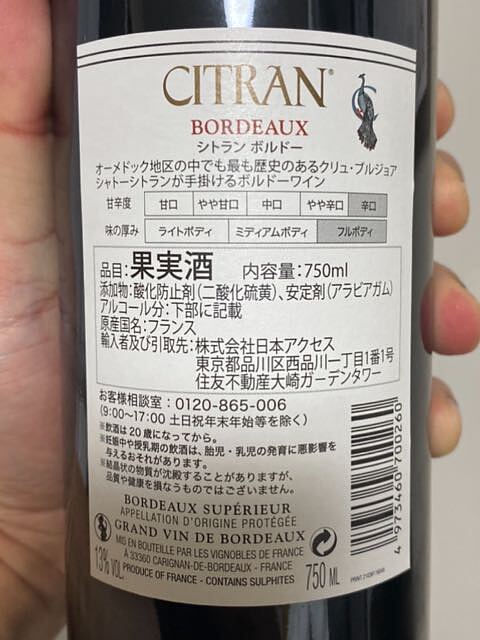 CITRAN®
BORDEAUX
シトラン ボルドー
オーメドック地区の中でも最も歴史のあるクリュ・ブルジョア
シャトーシトランが手掛けるボルドーワイン
甘辛度 甘口 やや甘口 中口 やや辛口 辛口
味の厚み ライトボディ ミディアムボディ フルボディ
品目:果実酒 内容量:750ml
添加物:酸化防止剤(二酸化硫黄)、安定剤(アラビアガム)
アルコール分:下部に記載
原産国名:フランス
輸入者及び引取先:株式会社日本アクセス
東京都品川区西品川一丁目1番1号
住友不動産大崎ガーデンタワー
お客様相談室:0120-865-006
(9:00~17:00 土日祝年末年始等を除く)
※飲酒は20歳になってから。
※妊娠中や授乳期の飲酒は、胎児・乳児の発育に悪影響を
与えるおそれがあります。
※結晶状の物質が沈殿することがありますが、
品質や健康を損なうものではございません。
BORDEAUX SUPÉRIEUR
APPELLATION D'ORIGINE PROTÉGÉE
GRAND VIN DE BORDEAUX
MIS EN BOUTEILLE PAR LES VIGNOBLES DE FRANCE
À 33360 CARIGNAN-DE-BORDEAUX - FRANCE
PRODUCE OF FRANCE - CONTAINS SULPHITES
13% VOL.
750 ML
4 973460 700260